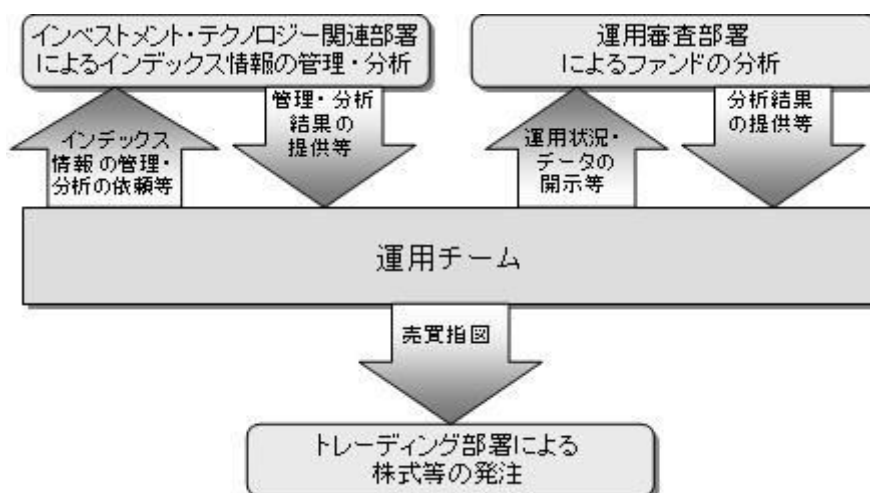 インベストメント・テクノロジー関連部署
によるインデックス情報の管理・分析
運用審査部署
によるファンドの分析
インデックス
情報の管理・
分析の依頼等
管理・分析
結果の
提供等
運用状況・
データの
開示等
分析結果
の提供等
運用チーム
売買指図
トレーディング部署による
株式等の発注